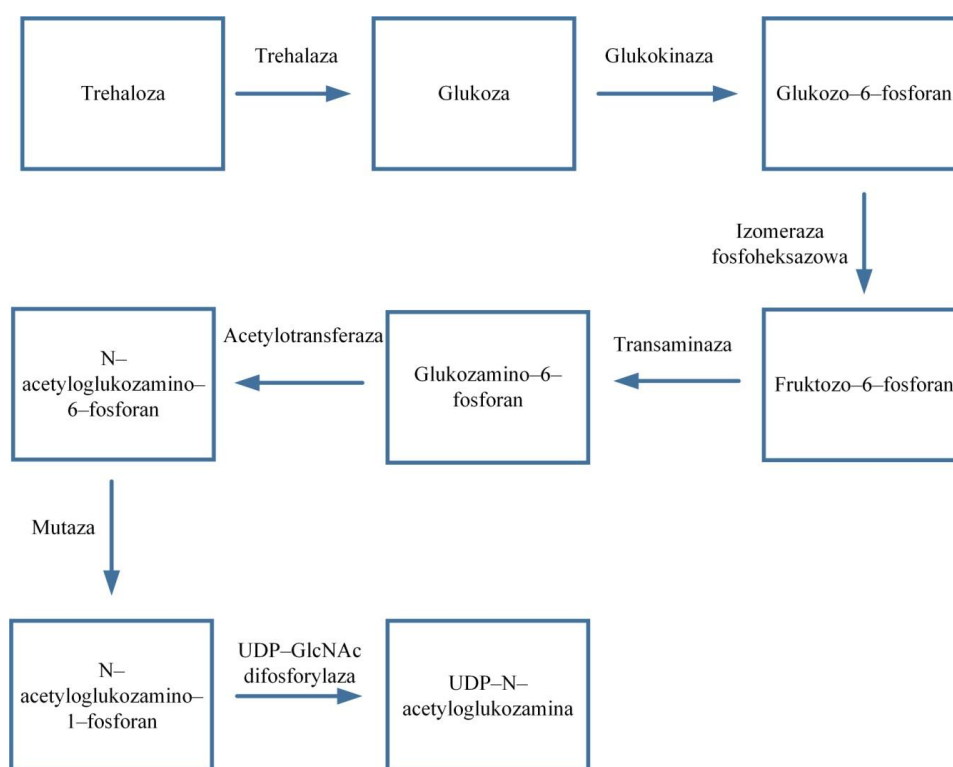 Trehaloza
Trehalaza
Glukoza
Glukokinaza
Glukozo–6–fosforan
Izomeraza
fosfoheksazowa
Fruktozo–6–fosforan
Transaminaza
Glukozamino–6–
fosforan
Acetylotransferaza
N–
acetyloglukozamino–
6–fosforan
Mutaza
N–
acetyloglukozamino–
1–fosforan
UDP–GlcNAc
difosforylaza
UDP–N–
acetyloglukozamina